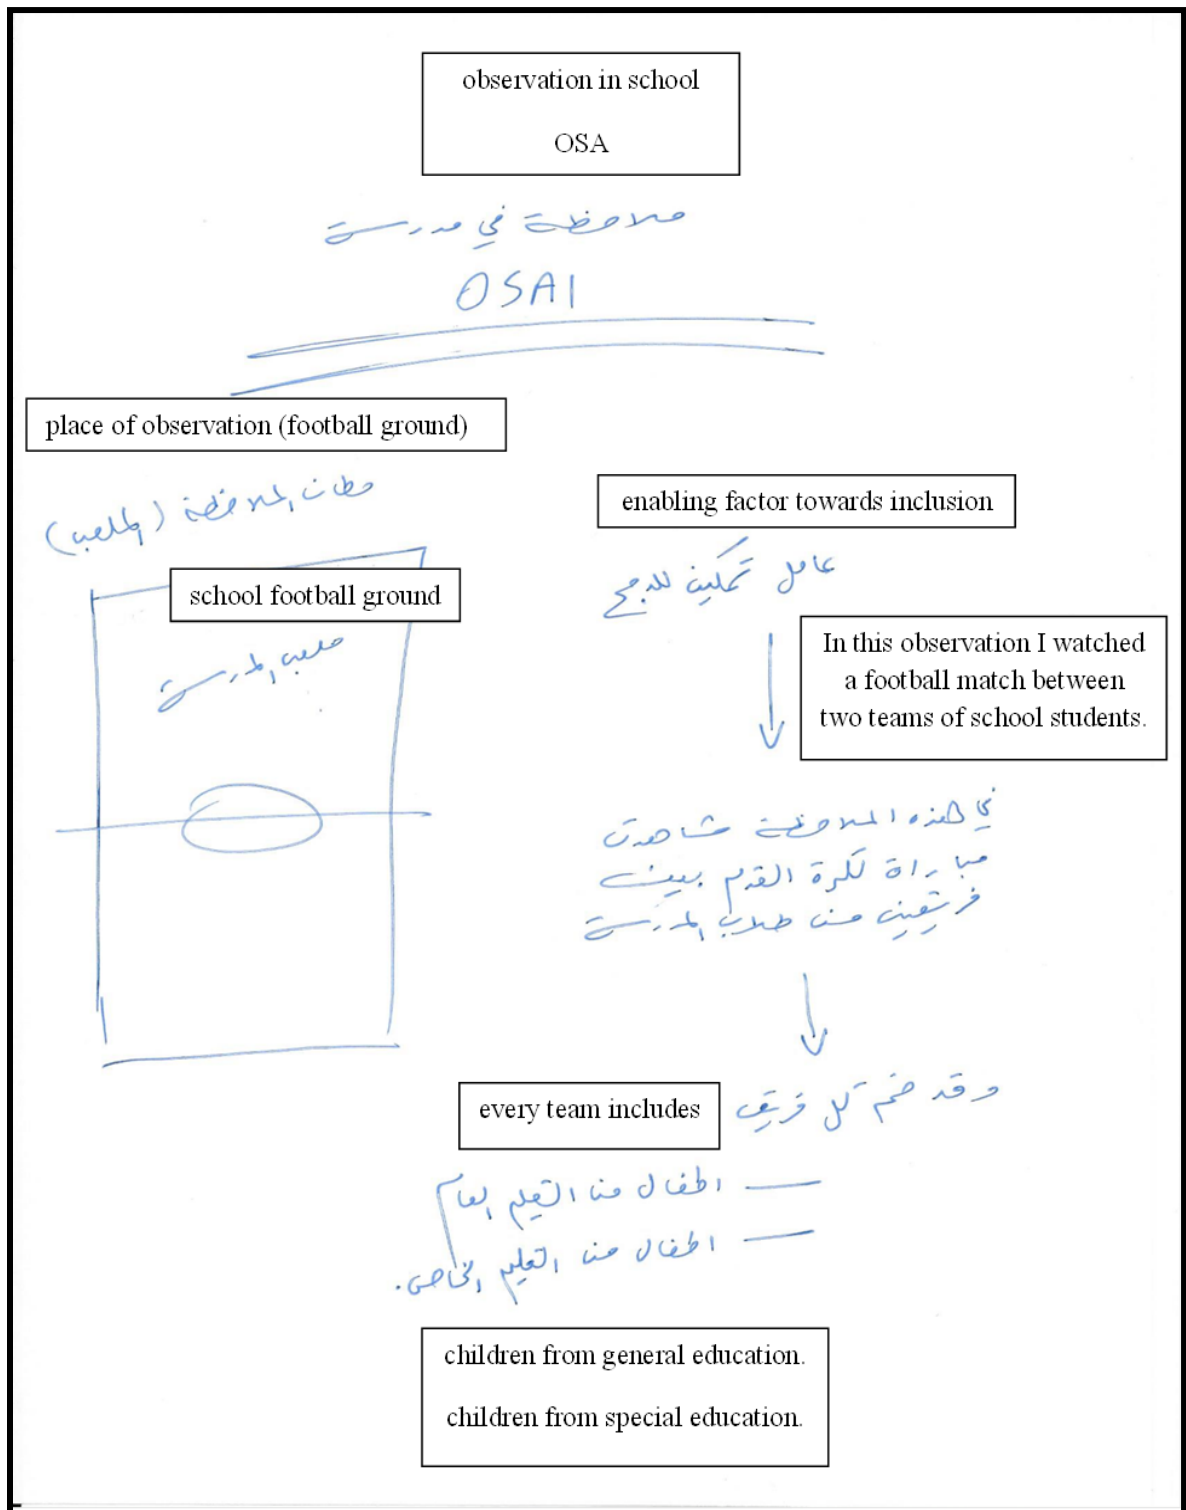 observation in school
OSA
ملاحظة في مدرسة
OSA1
place of observation (football ground)
مكان الملاحظة (الملعب)
school football ground
ملعب المدرسة
enabling factor towards inclusion
عامل تمكين للدمج
In this observation I watched
a football match between
two teams of school students.
في هذه الملاحظة شاهدت
مباراة لكرة القدم بين
فريقين من طلاب المدرسة
every team includes
وقد ضم كل فريق
— اطفال من التعليم العام
— اطفال من التعليم الخاص.
children from general education.
children from special education.